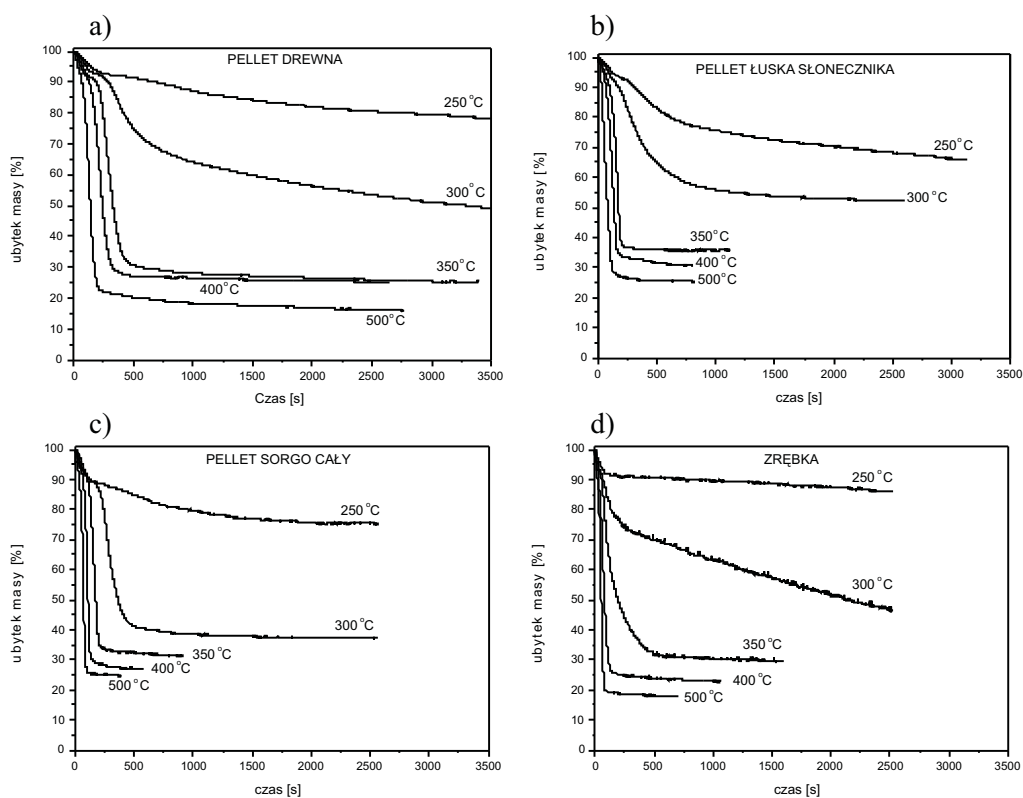 a)
PELLET DREWNA
100
90
80
70
60
50
40
30
20
10
0
ubytek masy [%]
250°C
300°C
350°C
400°C
500°C
0 500 1000 1500 2000 2500 3000 3500
Czas [s]
b)
PELLET ŁUSKA SŁONECZNIKA
100
90
80
70
60
50
40
30
20
10
0
ubytek masy [%]
250°C
300°C
350°C
400°C
500°C
0 500 1000 1500 2000 2500 3000 3500
czas [s]
c)
PELLET SORGO CAŁY
100
90
80
70
60
50
40
30
20
10
0
ubytek masy [%]
250°C
300°C
350°C
400°C
500°C
0 500 1000 1500 2000 2500 3000 3500
czas [s]
d)
ZRĘBKA
100
90
80
70
60
50
40
30
20
10
0
ubytek masy [% ]
250°C
300°C
350°C
400°C
500°C
0 500 1000 1500 2000 2500 3000 3500
czas [s]